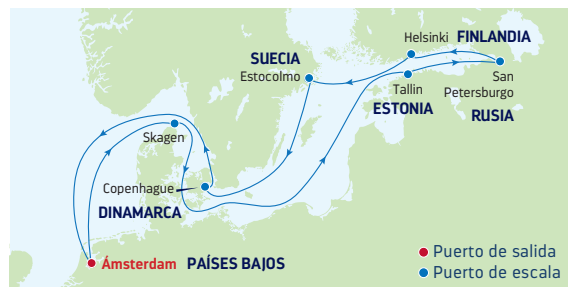 Helsinki FINLANDIA
SUECIA
Estocolmo
San
Petersburgo
Tallin
ESTONIA
RUSIA
Skagen
Copenhague
DINAMARCA
Ámsterdam PAÍSES BAJOS
Puerto de salida
Puerto de escala